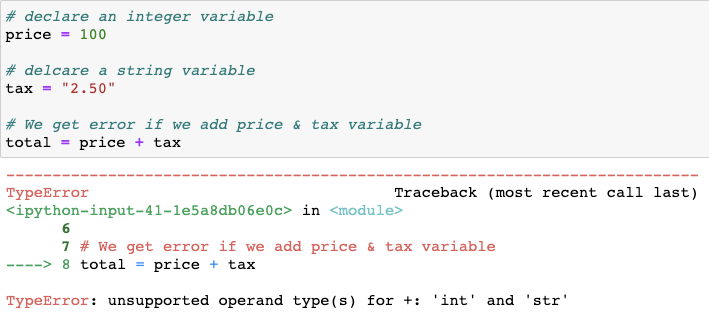 # declare an integer variable
price = 100
# delcare a string variable
tax = "2.50"
# We get error if we add price & tax variable
total = price + tax
---------------------------------------------------------------------------
TypeError                                 Traceback (most recent call last)
<ipython-input-41-1e5a8db06e0c> in <module>
      6
      7 # We get error if we add price & tax variable
----> 8 total = price + tax
TypeError: unsupported operand type(s) for +: 'int' and 'str'